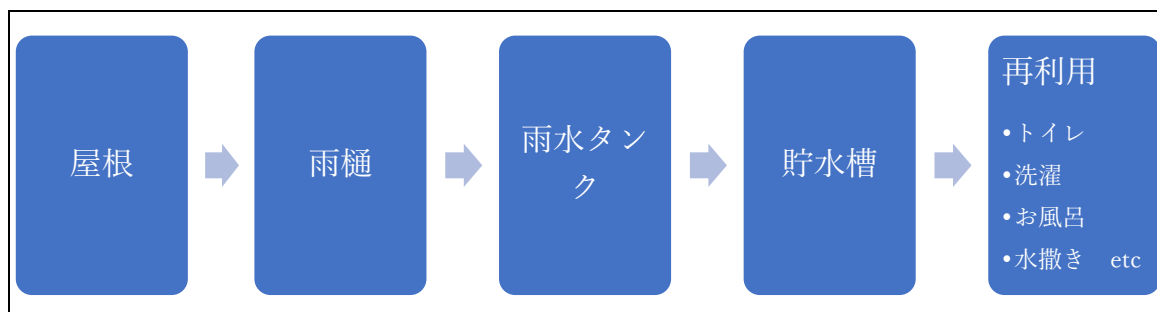 屋根
雨樋
雨水タン
ク
貯水槽
再利用
•トイレ
•洗濯
•お風呂
•水撒き　etc